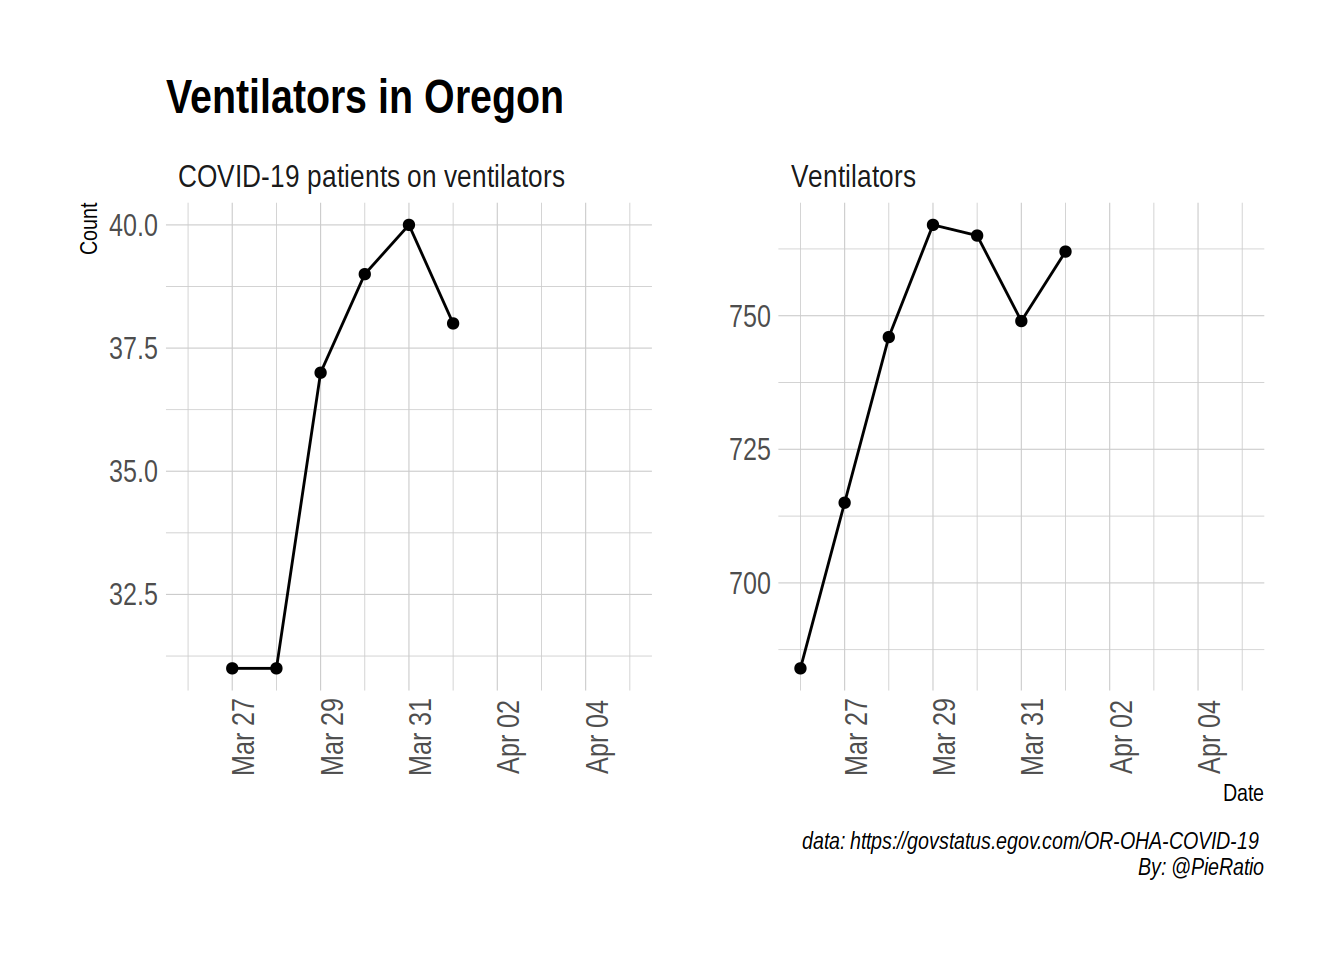 Ventilators in Oregon
COVID-19 patients on ventilators
Count
40.0
37.5
35.0
32.5
Mar 27
Mar 29
Mar 31
Apr 02
Apr 04
Ventilators
750
725
700
Mar 27
Mar 29
Mar 31
Apr 02
Apr 04
Date
data: https://govstatus.egov.com/OR-OHA-COVID-19
By: @PieRatio